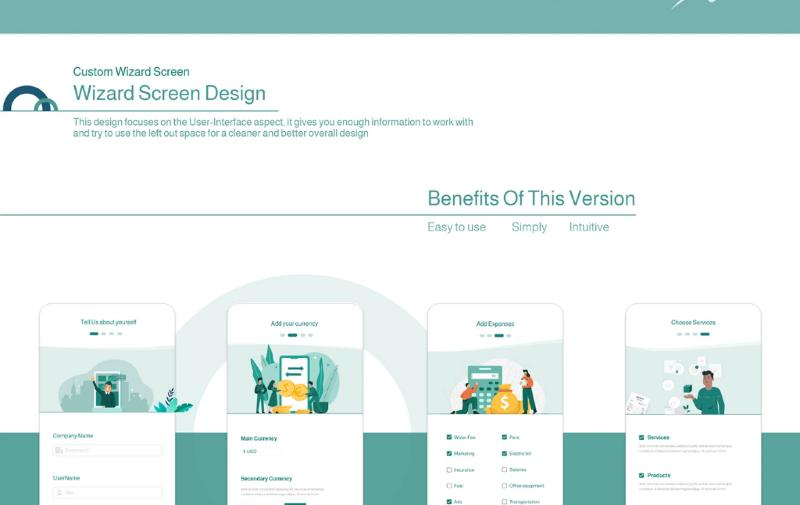 Custom Wizard Screen
Wizard Screen Design
This design focuses on the User-Interface aspect, it gives you enough information to work with
and try to use the left out space for a cleaner and better overall design
Benefits Of This Version
Easy to use Simply Intuitive
Tell Us about yourself
Company Name
UserName
Add your currency
Main Currency
$ USD
Secondary Currency
Add Expenses
Water Fee
Marketing Electric bill
Insurance Salaries
Fuel Office equipment
Ads Transportation
Choose Services
Services
Products